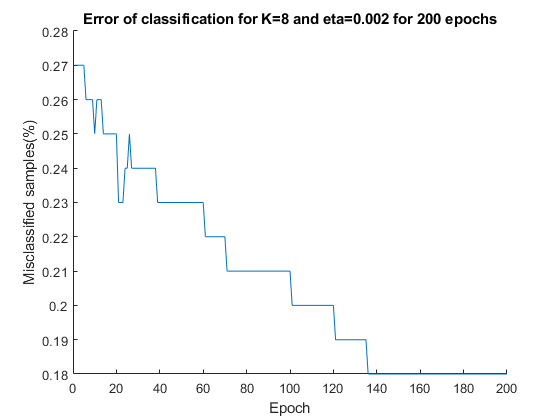 Error of classification for K=8 and eta=0.002 for 200 epochs
0.28
0.27
0.26
0.25
0.24
0.23
0.22
0.21
0.2
0.19
0.18
Misclassified samples(%)
0 20 40 60 80 100 120 140 160 180 200
Epoch